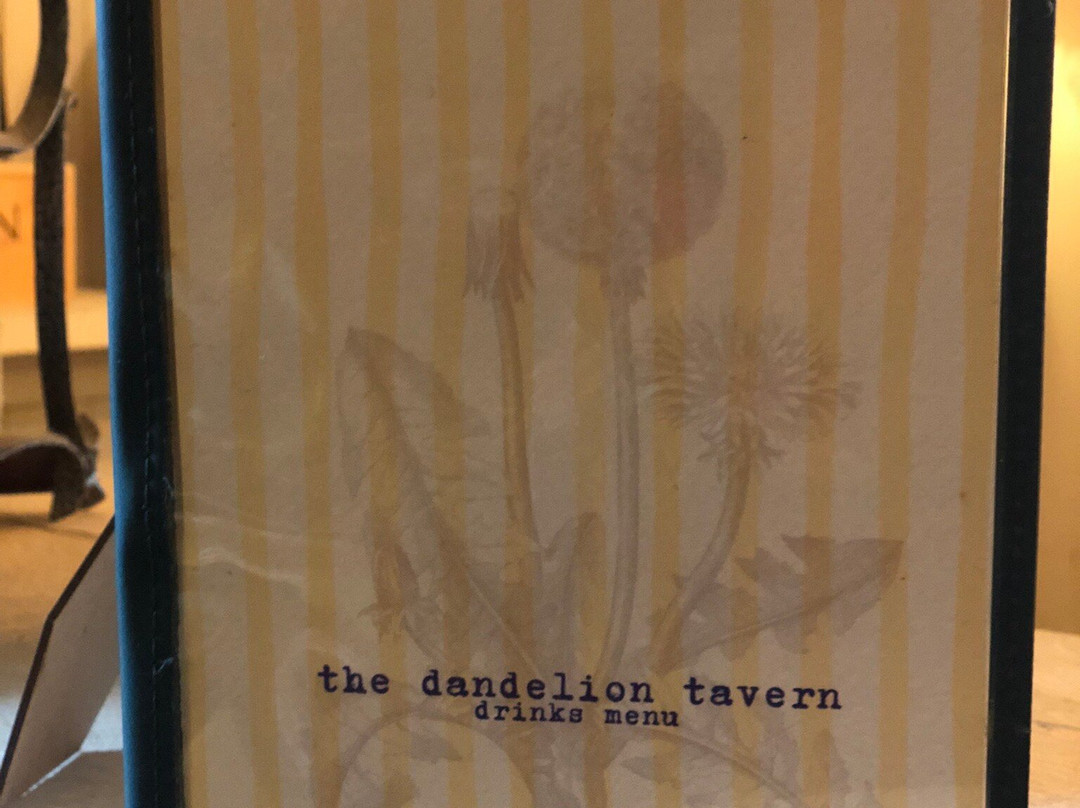 N
the dandelion tavern
drinks menu